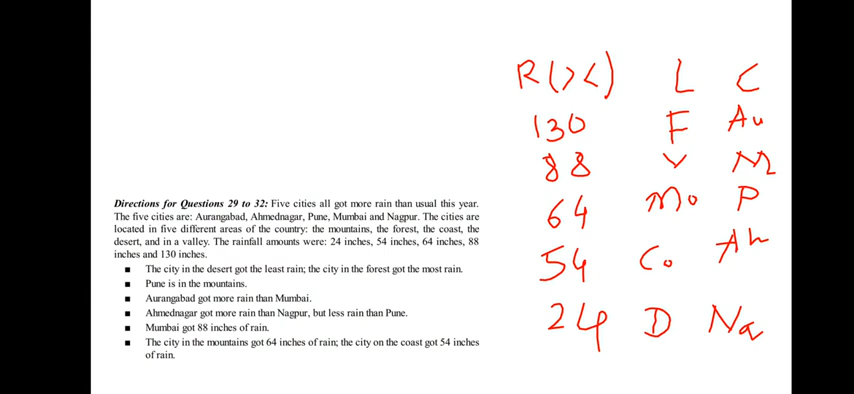 Directions for Questions 29 to 32: Five cities all got more rain than usual this year.
The five cities are: Aurangabad, Ahmednagar, Pune, Mumbai and Nagpur. The cities are
located in five different areas of the country: the mountains, the forest, the coast, the
desert, and in a valley. The rainfall amounts were: 24 inches, 54 inches, 64 inches, 88
inches and 130 inches.
▪ The city in the desert got the least rain; the city in the forest got the most rain.
▪ Pune is in the mountains.
▪ Aurangabad got more rain than Mumbai.
▪ Ahmednagar got more rain than Nagpur, but less rain than Pune.
▪ Mumbai got 88 inches of rain.
▪ The city in the mountains got 64 inches of rain; the city on the coast got 54 inches
of rain.
R(><) L C
130 F Au
88 V M
64 Mo P
54 Co Ah
24 D Na